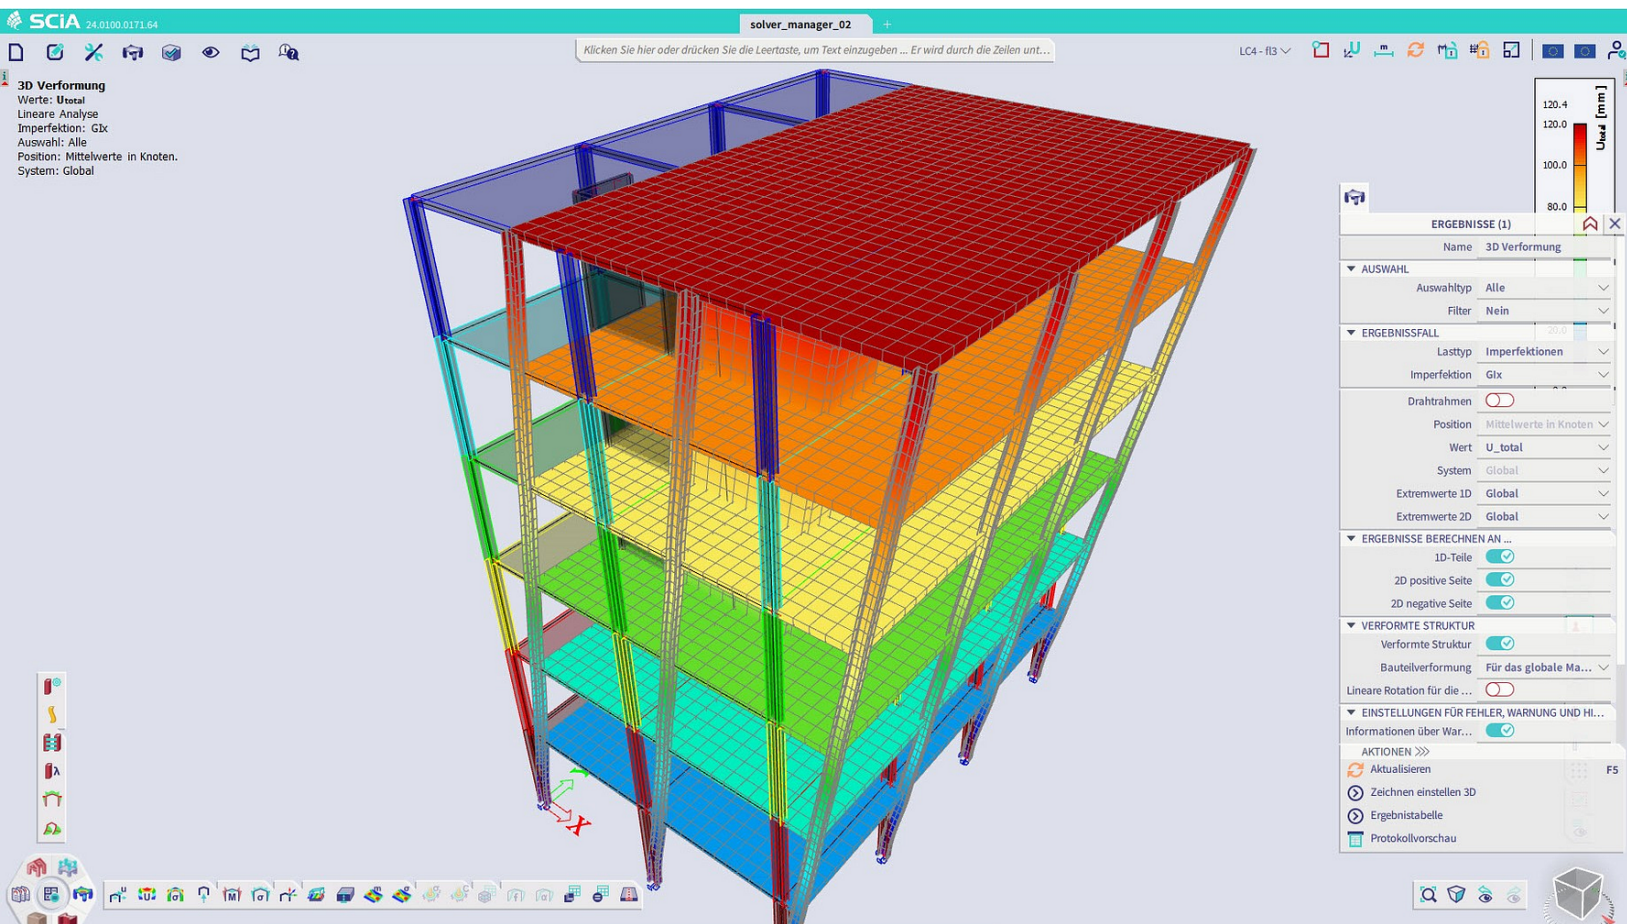 SCiA 24.0100.0171.64
solver_manager_02
+
Klicken Sie hier oder drücken Sie die Leertaste, um Text einzugeben ... Er wird durch die Zeilen unt...
LC4 - fl3
3D Verformung
Werte: Utotal
Lineare Analyse
Imperfektion: GIx
Auswahl: Alle
Position: Mittelwerte in Knoten.
System: Global
Utotal [mm]
120.4
120.0
100.0
80.0
20.0
ERGEBNISSE (1)
Name 3D Verformung
AUSWAHL
Auswahltyp Alle
Filter Nein
ERGEBNISFALL
Lasttyp Imperfektionen
Imperfektion GIx
Drahtrahmen
Position Mittelwerte in Knoten
Wert U_total
System Global
Extremwerte 1D Global
Extremwerte 2D Global
ERGEBNISSE BERECHNEN AN ...
1D-Teile
2D positive Seite
2D negative Seite
VERFORMTE STRUKTUR
Verformte Struktur
Bauteilverformung Für das globale Ma...
Lineare Rotation für die ...
EINSTELLUNGEN FÜR FEHLER, WARNUNG UND HI...
Informationen über War...
AKTIONEN >>>
Aktualisieren F5
Zeichnen einstellen 3D
Ergebnistabelle
Protokollvorschau
X